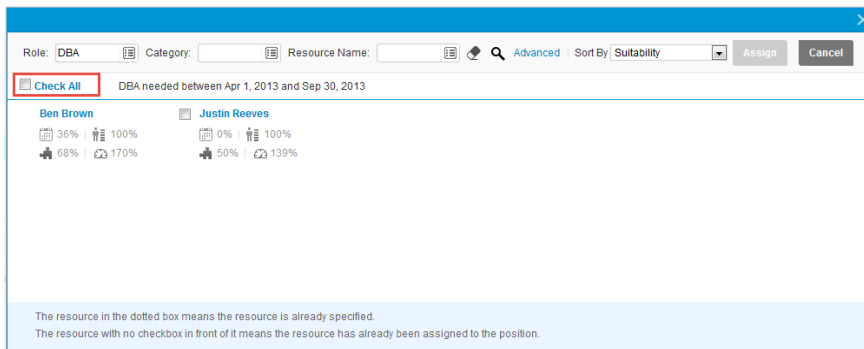 Role: DBA Category: Resource Name: Advanced Sort By Suitability Assign Cancel
Check All DBA needed between Apr 1, 2013 and Sep 30, 2013
Ben Brown Justin Reeves
36% 100% 0% 100%
68% 170% 50% 139%
The resource in the dotted box means the resource is already specified.
The resource with no checkbox in front of it means the resource has already been assigned to the position.